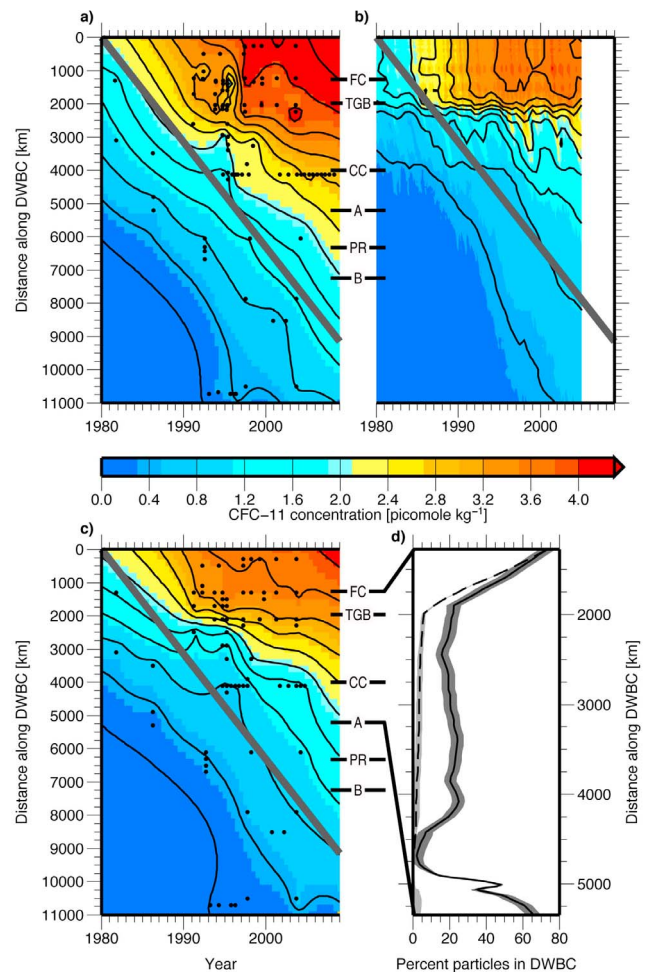 a)
b)
0
1000
2000
3000
4000
5000
6000
7000
8000
9000
10000
11000
Distance along DWBC [km]
FC
TGB
CC
A
PR
B
1980
1990
2000
1980
1990
2000
0.0
0.4
0.8
1.2
1.6
2.0
2.4
2.8
3.2
3.6
4.0
CFC−11 concentration [picomole kg−1]
c)
d)
0
1000
2000
3000
4000
5000
6000
7000
8000
9000
10000
11000
Distance along DWBC [km]
FC
TGB
CC
A
PR
B
1980
1990
2000
Year
2000
3000
4000
5000
Distance along DWBC [km]
0
20
40
60
80
Percent particles in DWBC